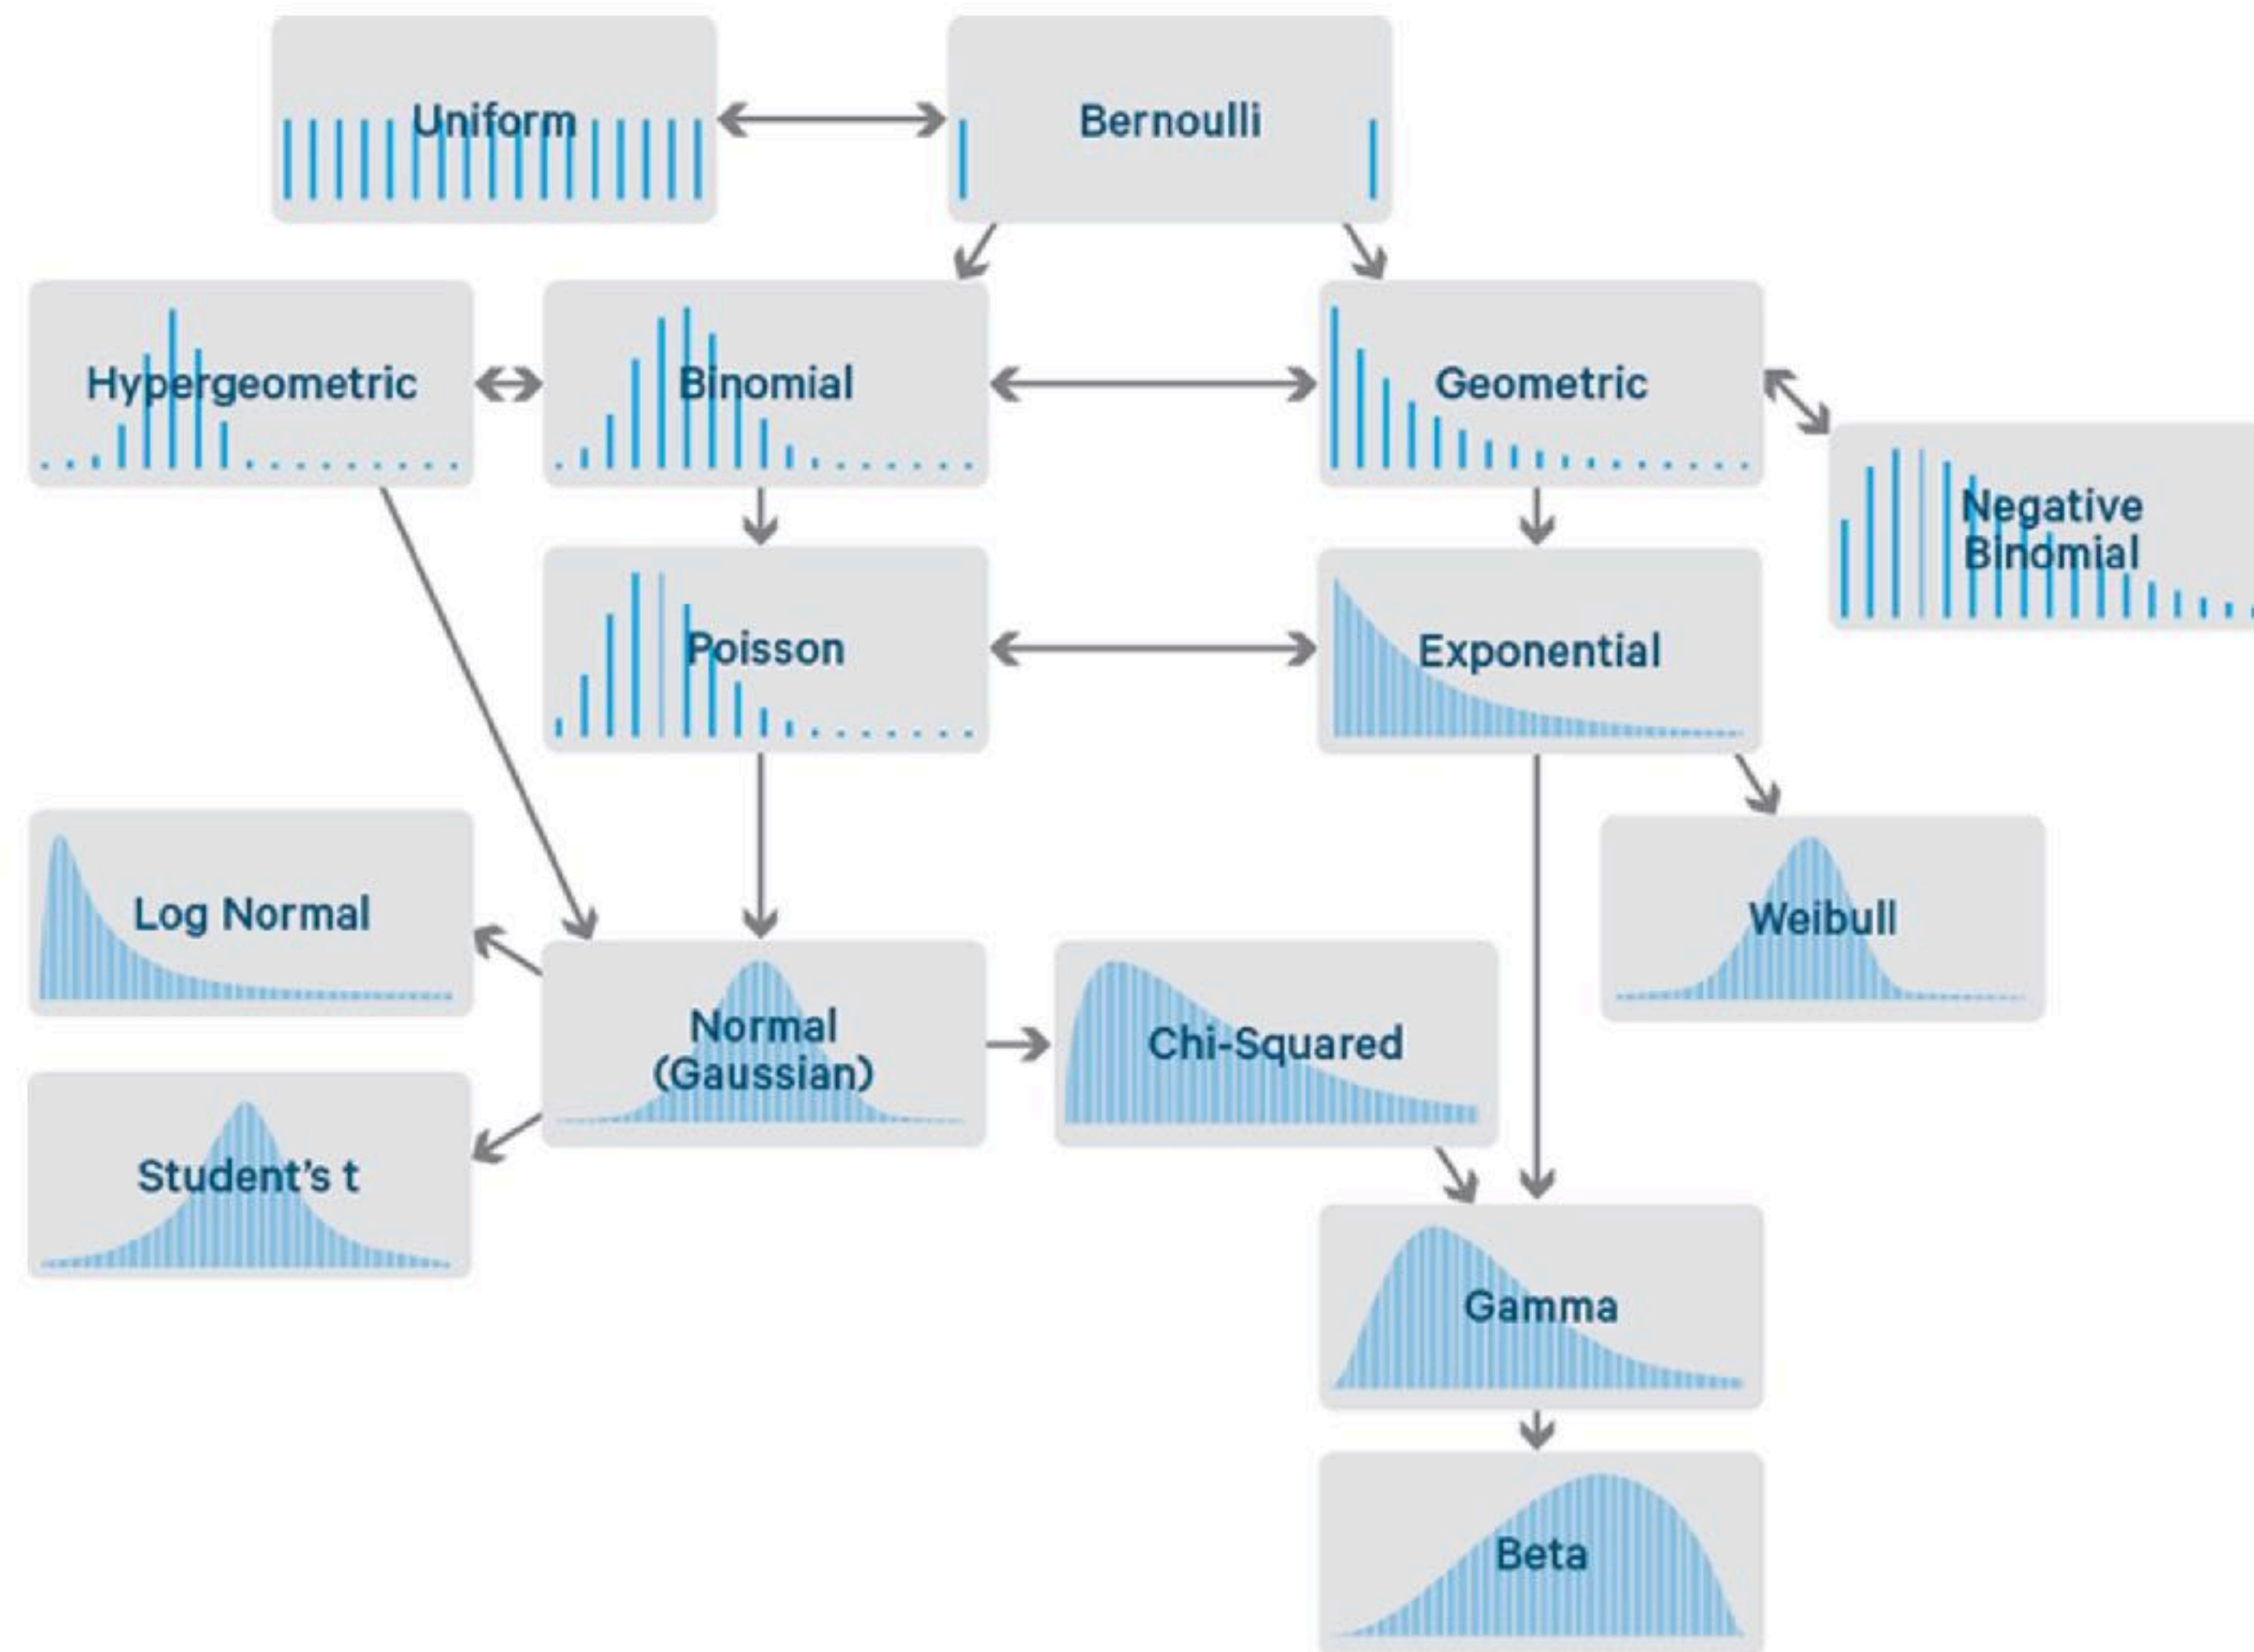 Uniform
Bernoulli
Hypergeometric
Binomial
Geometric
Negative
Binomial
Poisson
Exponential
Log Normal
Weibull
Normal
(Gaussian)
Chi-Squared
Student’s t
Gamma
Beta